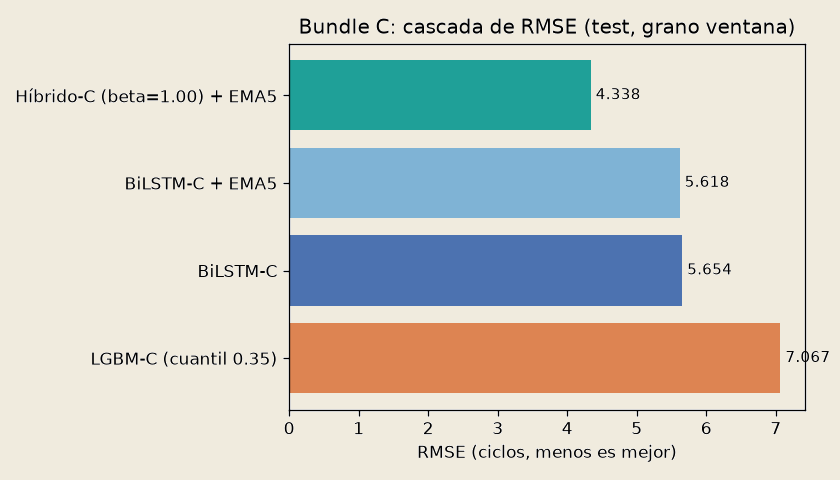 Bundle C: cascada de RMSE (test, grano ventana)
Híbrido-C (beta=1.00) + EMA5
4.338
BiLSTM-C + EMA5
5.618
BiLSTM-C
5.654
LGBM-C (cuantil 0.35)
7.067
0 1 2 3 4 5 6 7
RMSE (ciclos, menos es mejor)